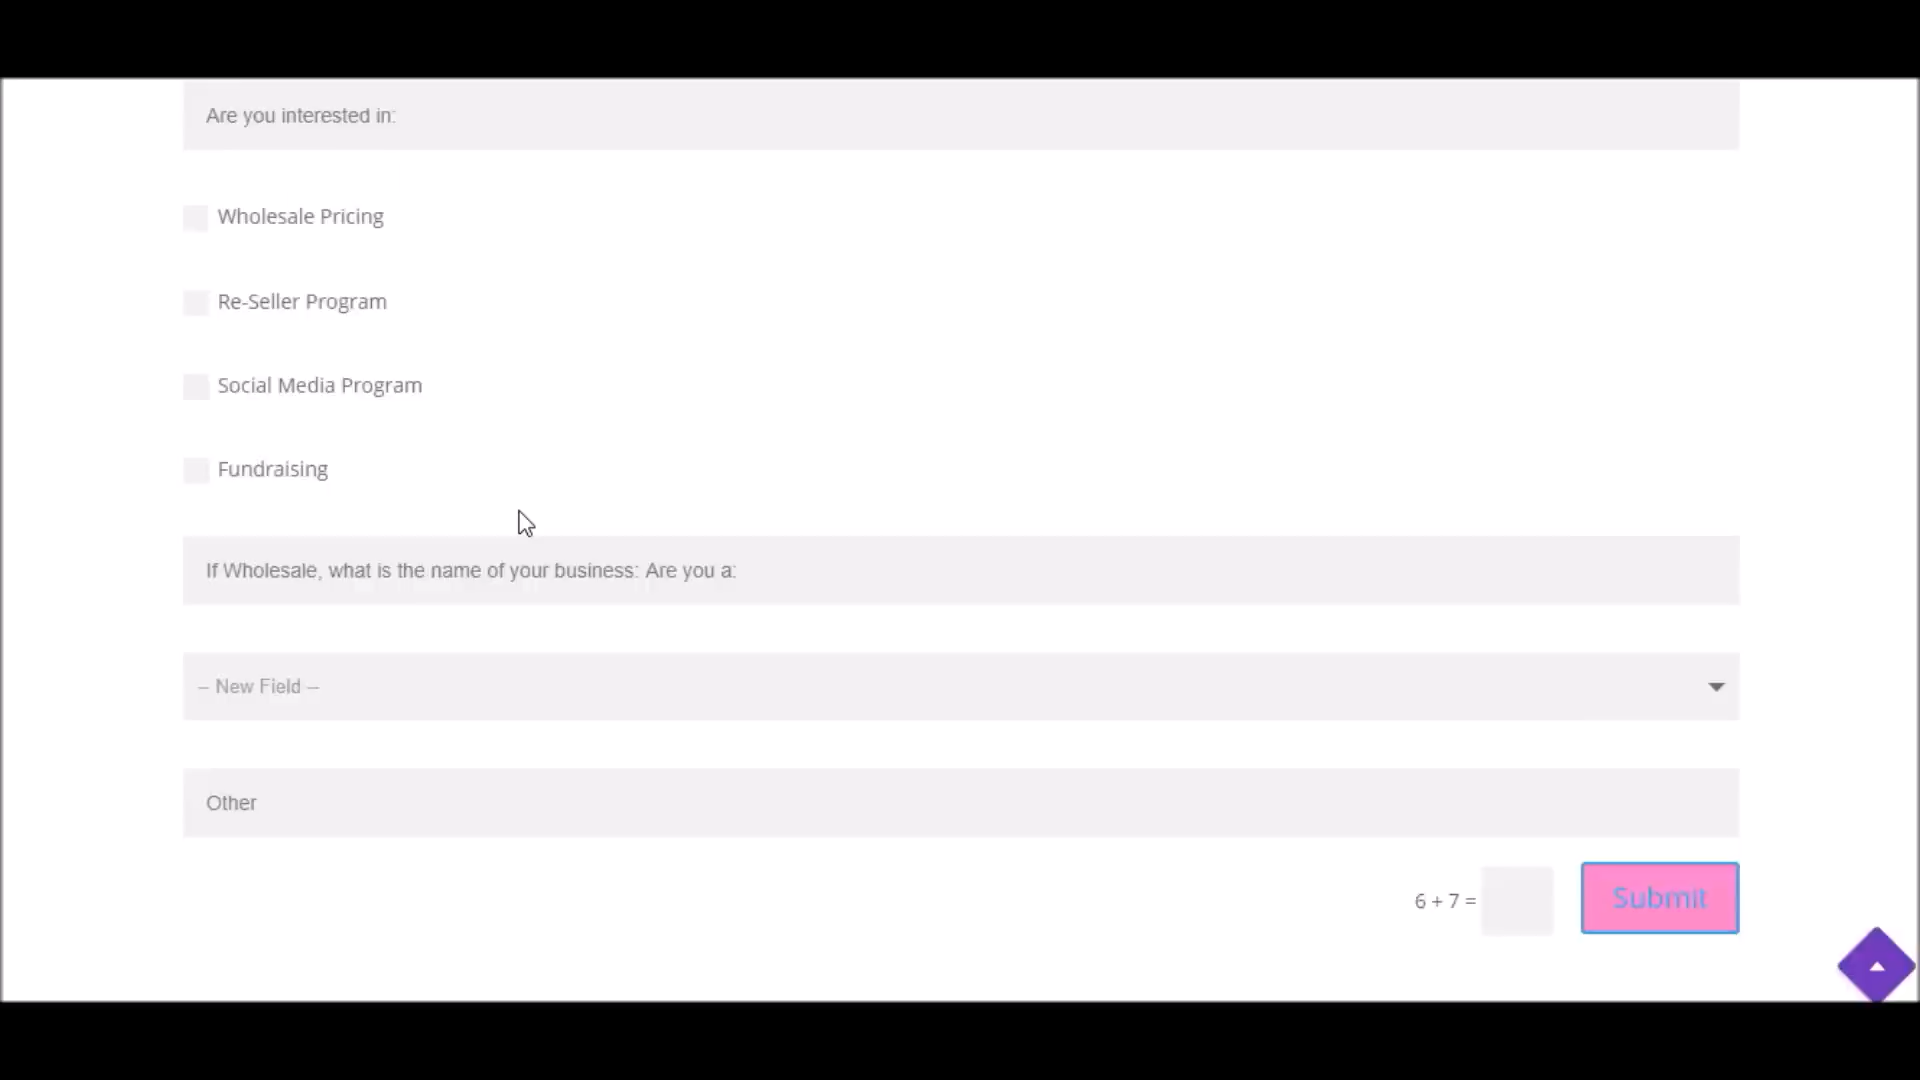 Are you interested in:
Wholesale Pricing
Re-Seller Program
Social Media Program
Fundraising
If Wholesale, what is the name of your business: Are you a:
– New Field –
Other
6 + 7 =
Submit